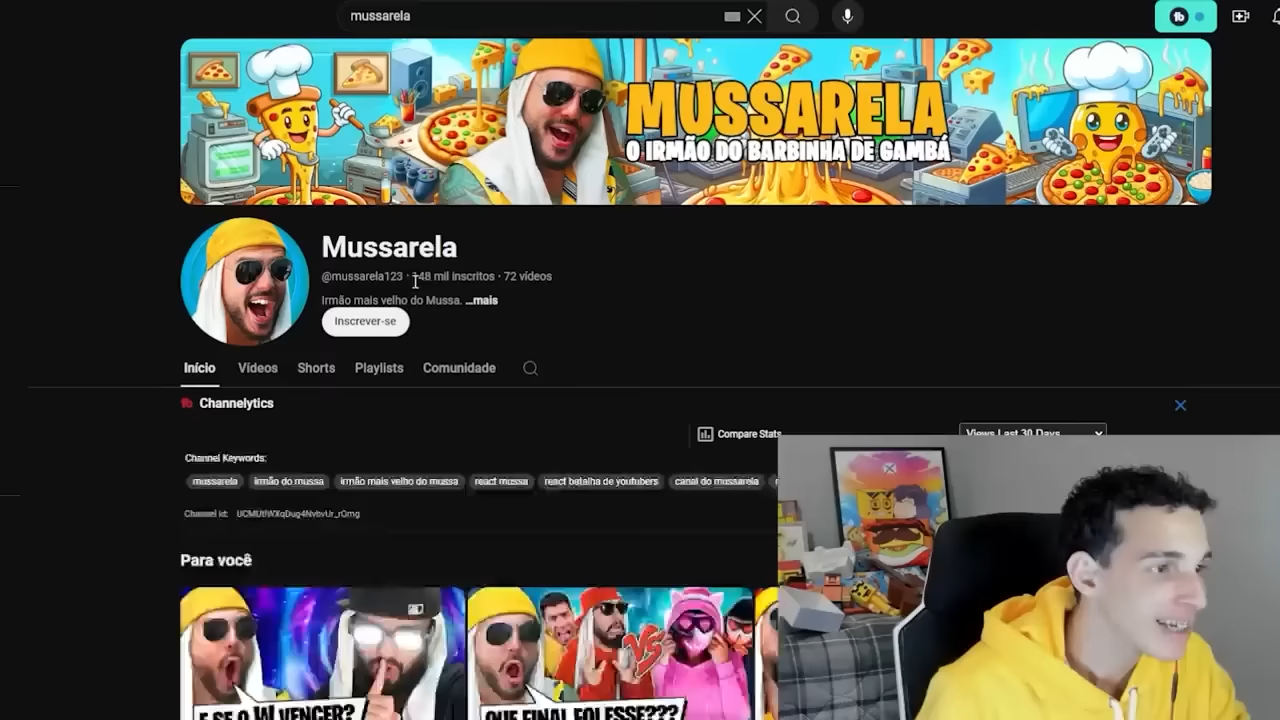 mussarela
MUSSARELA
O IRMÃO DO BARBINHA DE GAMBÁ
Mussarela
@mussarela123 · 148 mil inscritos · 72 vídeos
Irmão mais velho do Mussa. ...mais
Inscrever-se
Início Vídeos Shorts Playlists Comunidade
Channelytics
Compare Stats
Views Last 30 Days
Channel Keywords:
mussarela irmão do mussa irmão mais velho do mussa react mussa react batalha de youtubers canal do mussarela
Channel Id:
Para você
VS
E SE O W VENCER?
QUE FINAL FOI ESSE???